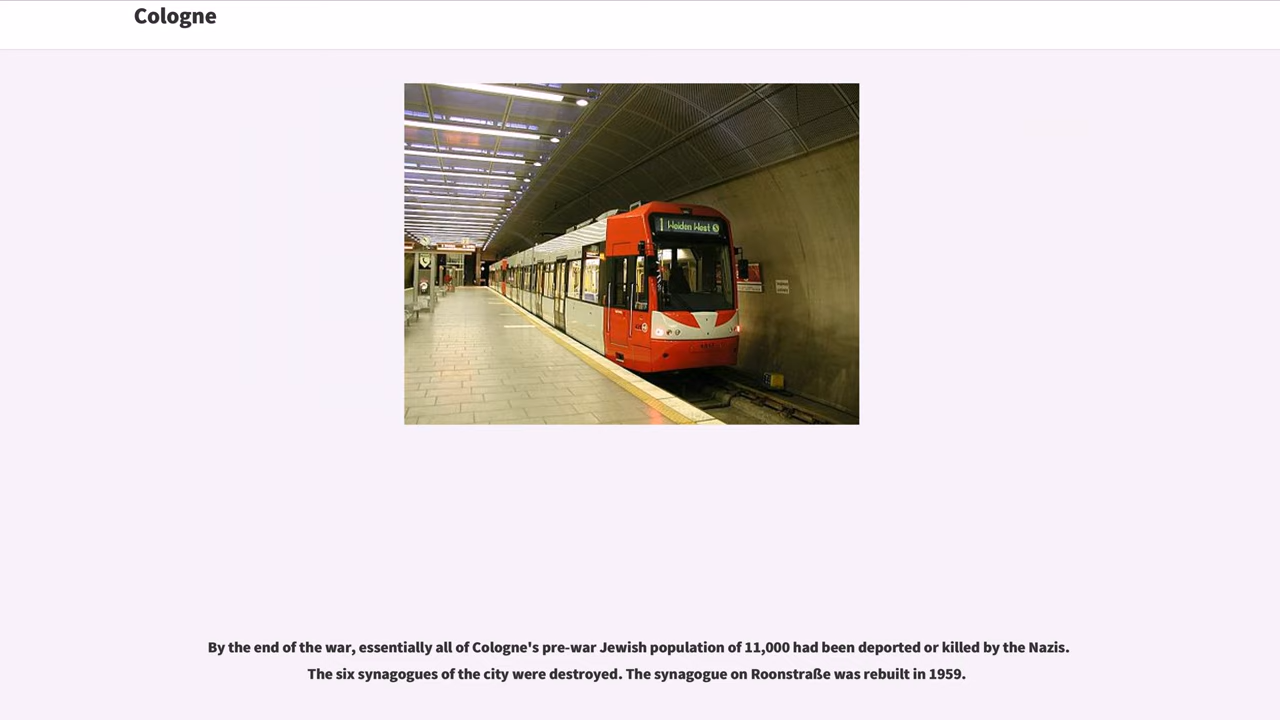 Cologne
1 Weiden West
By the end of the war, essentially all of Cologne's pre-war Jewish population of 11,000 had been deported or killed by the Nazis.
The six synagogues of the city were destroyed. The synagogue on Roonstraße was rebuilt in 1959.